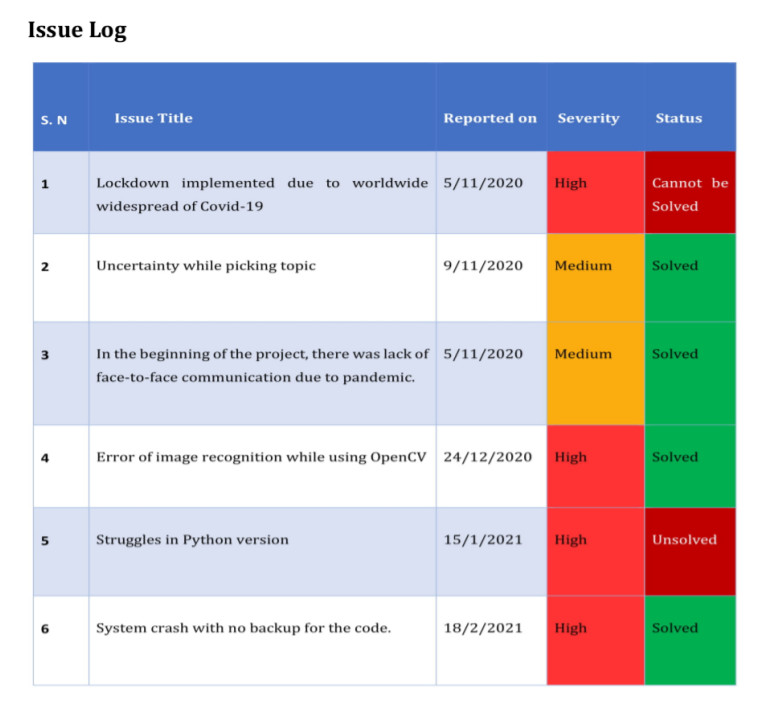 Issue Log
S. N Issue Title Reported on Severity Status
1 Lockdown implemented due to worldwide 5/11/2020 High Cannot be
widespread of Covid-19 Solved
2 Uncertainty while picking topic 9/11/2020 Medium Solved
3 In the beginning of the project, there was lack of 5/11/2020 Medium Solved
face-to-face communication due to pandemic.
4 Error of image recognition while using OpenCV 24/12/2020 High Solved
5 Struggles in Python version 15/1/2021 High Unsolved
6 System crash with no backup for the code. 18/2/2021 High Solved